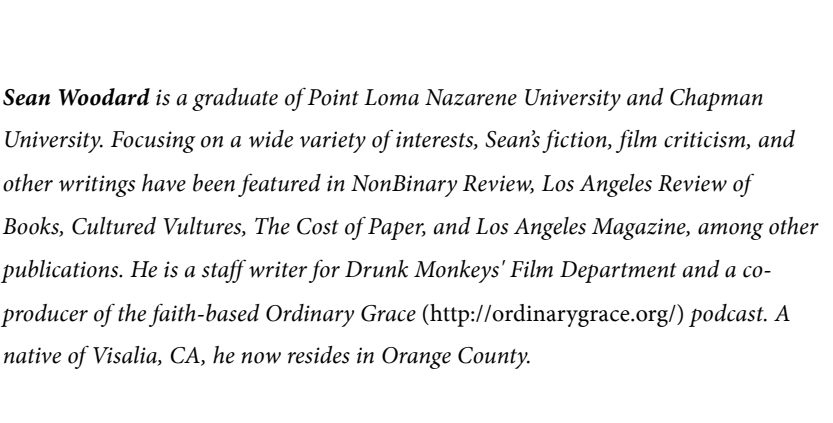 Sean Woodard is a graduate of Point Loma Nazarene University and Chapman
University. Focusing on a wide variety of interests, Sean’s fiction, film criticism, and
other writings have been featured in NonBinary Review, Los Angeles Review of
Books, Cultured Vultures, The Cost of Paper, and Los Angeles Magazine, among other
publications. He is a staff writer for Drunk Monkeys' Film Department and a co-
producer of the faith-based Ordinary Grace (http://ordinarygrace.org/) podcast. A
native of Visalia, CA, he now resides in Orange County.